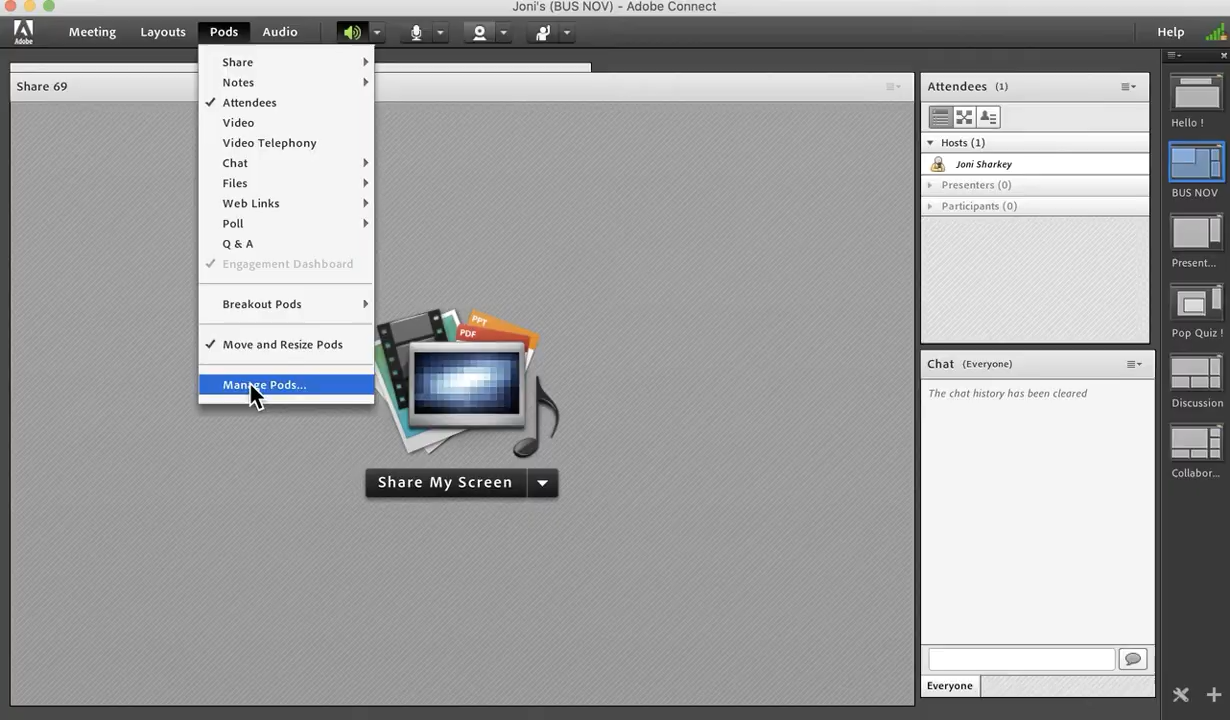 Joni's (BUS NOV) - Adobe Connect
Adobe
Meeting
Layouts
Pods
Audio
Help
Share 69
Share
Notes
Attendees
Video
Video Telephony
Chat
Files
Web Links
Poll
Q & A
Engagement Dashboard
Breakout Pods
Move and Resize Pods
Manage Pods...
PPT
PDF
Share My Screen
Attendees (1)
Hosts (1)
Joni Sharkey
Presenters (0)
Participants (0)
Chat (Everyone)
The chat history has been cleared
Everyone
Hello !
BUS NOV
Present...
Pop Quiz !
Discussion
Collabor...